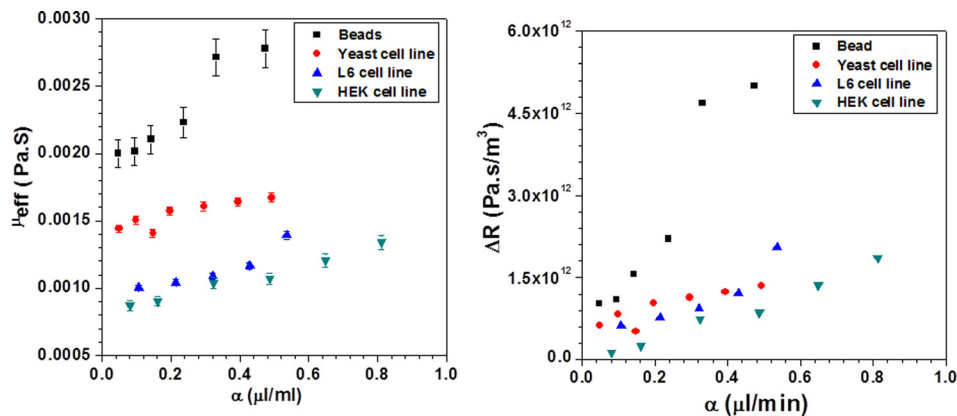 0.0030
0.0025
0.0020
0.0015
0.0010
0.0005
μeff ( Pa.S)
Beads
Yeast cell line
L6 cell line
HEK cell line
0.0 0.2 0.4 0.6 0.8 1.0
α (μl/ml)
6.0x10¹²
4.5x10¹²
3.0x10¹²
1.5x10¹²
0.0
ΔR (Pa.s/m³)
Bead
Yeast cell line
L6 cell line
HEK cell line
0.0 0.2 0.4 0.6 0.8 1.0
α (μl/min)